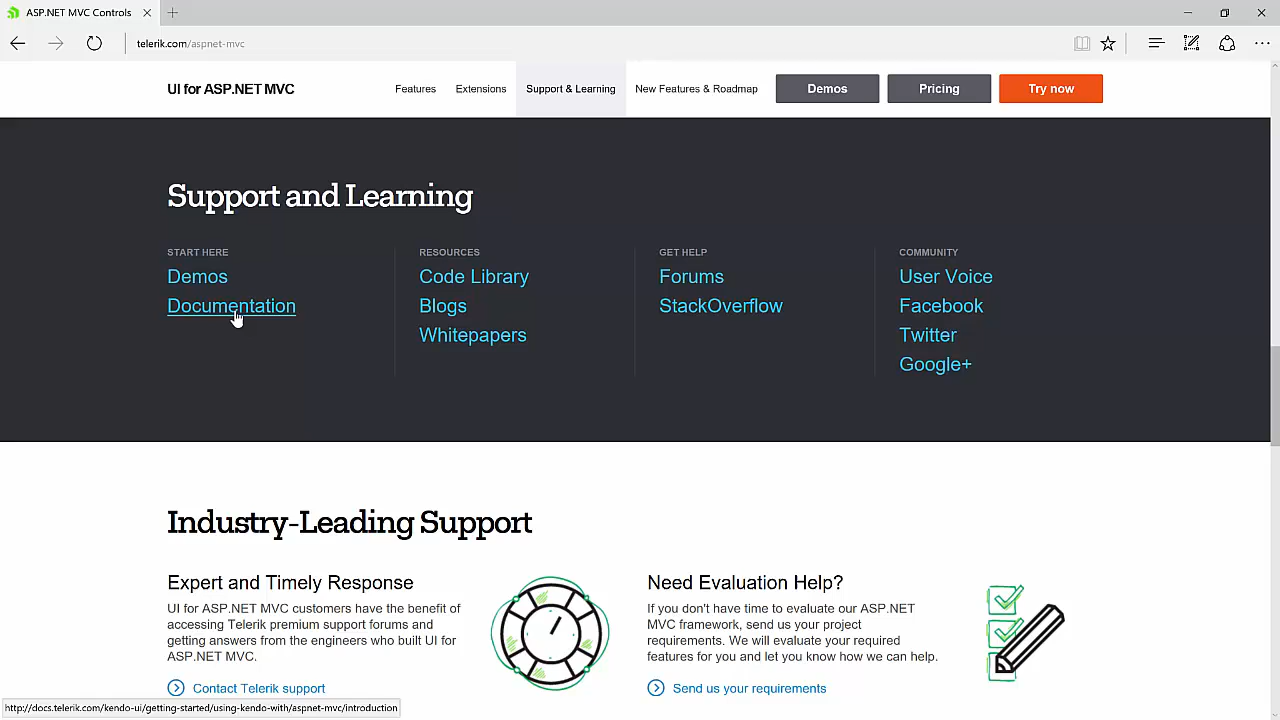 ASP.NET MVC Controls
telerik.com/aspnet-mvc
UI for ASP.NET MVC
Features
Extensions
Support & Learning
New Features & Roadmap
Demos
Pricing
Try now
Support and Learning
START HERE
Demos
Documentation
RESOURCES
Code Library
Blogs
Whitepapers
GET HELP
Forums
StackOverflow
COMMUNITY
User Voice
Facebook
Twitter
Google+
Industry-Leading Support
Expert and Timely Response
UI for ASP.NET MVC customers have the benefit of
accessing Telerik premium support forums and
getting answers from the engineers who built UI for
ASP.NET MVC.
Contact Telerik support
Need Evaluation Help?
If you don't have time to evaluate our ASP.NET
MVC framework, send us your project
requirements. We will evaluate your required
features for you and let you know how we can help.
Send us your requirements
http://docs.telerik.com/kendo-ui/getting-started/using-kendo-with/aspnet-mvc/introduction